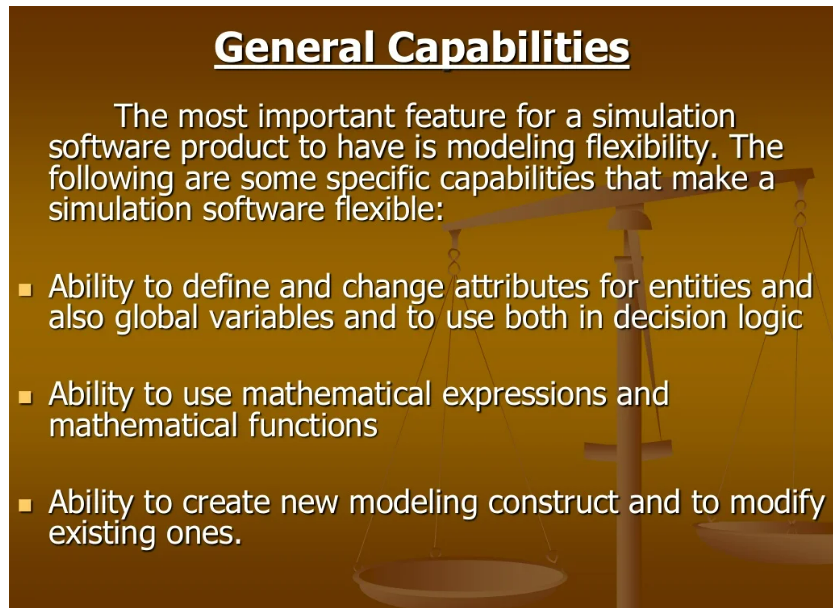 General Capabilities
The most important feature for a simulation
software product to have is modeling flexibility. The
following are some specific capabilities that make a
simulation software flexible:
Ability to define and change attributes for entities and
also global variables and to use both in decision logic
Ability to use mathematical expressions and
mathematical functions
Ability to create new modeling construct and to modify
existing ones.